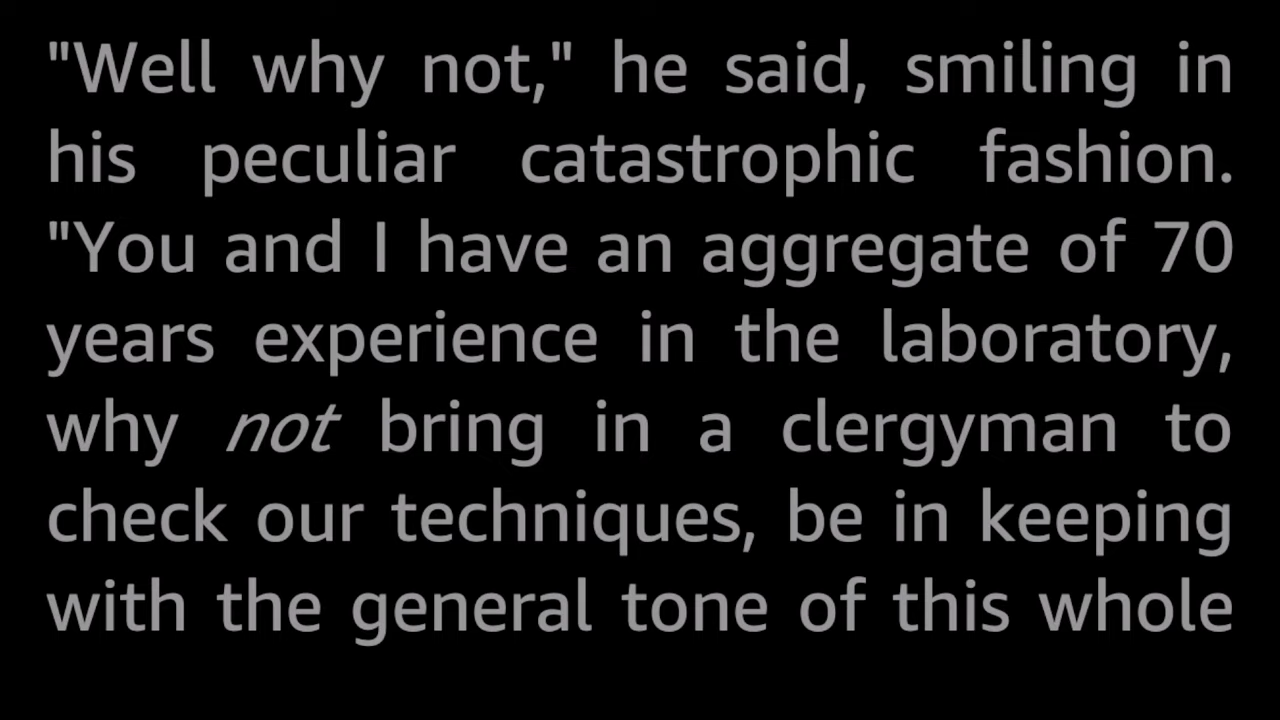 "Well why not," he said, smiling in
his peculiar catastrophic fashion.
"You and I have an aggregate of 70
years experience in the laboratory,
why not bring in a clergyman to
check our techniques, be in keeping
with the general tone of this whole